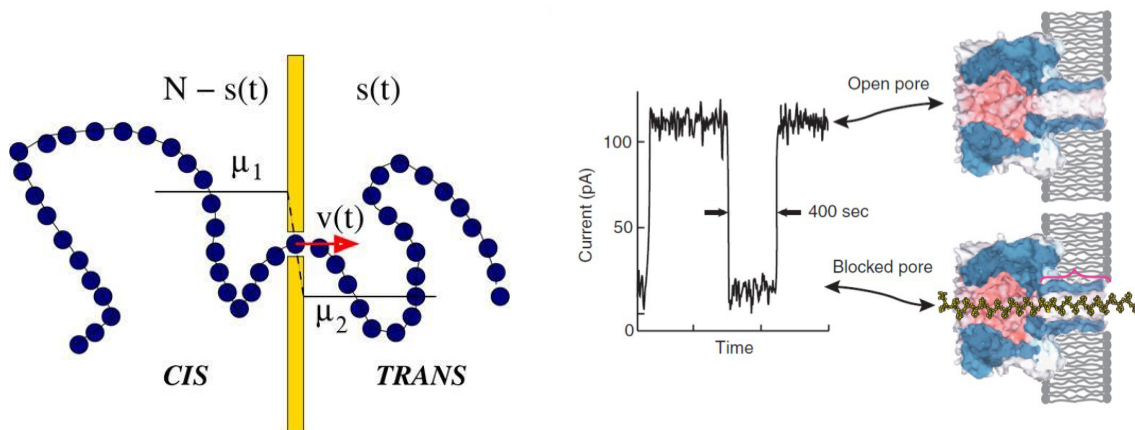 N – s(t)
s(t)
μ₁
v(t)
μ₂
CIS
TRANS
Current (pA)
100
50
0
Time
400 sec
Open pore
Blocked pore